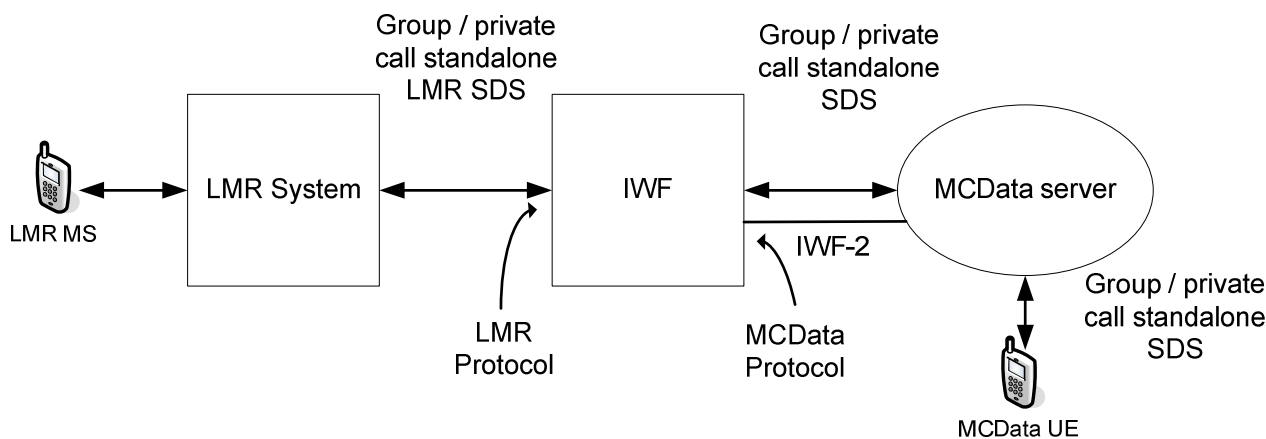 Group / private
call standalone
LMR SDS
Group / private
call standalone
SDS
LMR MS
LMR System
IWF
MCData server
IWF-2
LMR
Protocol
MCData
Protocol
Group / private
call standalone
SDS
MCData UE